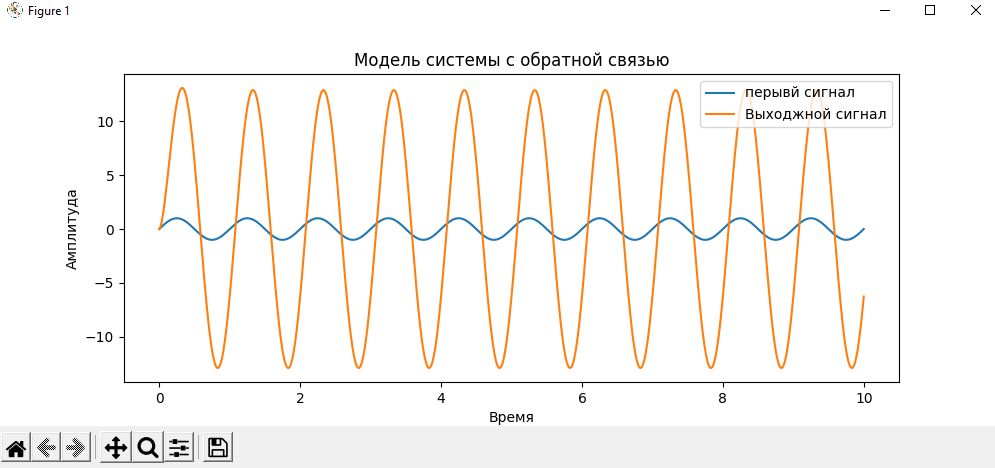 Figure 1
Модель системы с обратной связью
перывй сигнал
Выходжной сигнал
Амплитуда
10
5
0
−5
−10
0
2
4
6
8
10
Время